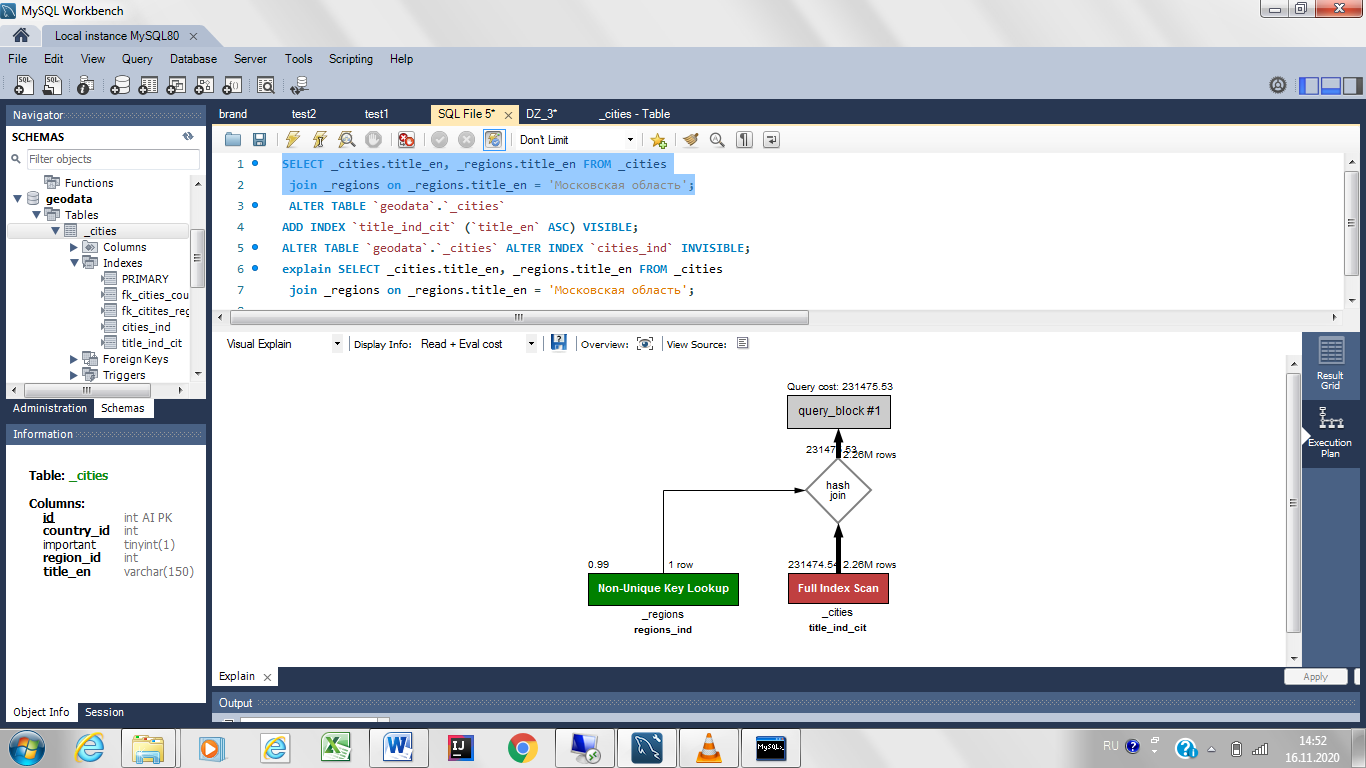 MySQL Workbench
Local instance MySQL80
File Edit View Query Database Server Tools Scripting Help
Navigator
SCHEMAS
Filter objects
Functions
geodata
Tables
_cities
Columns
Indexes
PRIMARY
fk_cities_cou
fk_citites_reg
cities_ind
title_ind_cit
Foreign Keys
Triggers
Administration Schemas
Information
Table: _cities
Columns:
id int AI PK
country_id int
important tinyint(1)
region_id int
title_en varchar(150)
Object Info Session
brand test2 test1 SQL File 5* DZ_3* _cities - Table
Don't Limit
1 SELECT _cities.title_en, _regions.title_en FROM _cities
2 join _regions on _regions.title_en = 'Московская область';
3 ALTER TABLE `geodata`.`_cities`
4 ADD INDEX `title_ind_cit` (`title_en` ASC) VISIBLE;
5 ALTER TABLE `geodata`.`_cities` ALTER INDEX `cities_ind` INVISIBLE;
6 explain SELECT _cities.title_en, _regions.title_en FROM _cities
7 join _regions on _regions.title_en = 'Московская область';
Visual Explain Display Info: Read + Eval cost Overview: View Source:
Query cost: 231475.53
query_block #1
2.26M rows
hash
join
0.99 1 row
2.26M rows
Non-Unique Key Lookup
Full Index Scan
_regions
_cities
regions_ind
title_ind_cit
Result
Grid
Execution
Plan
Explain
Apply
Output
RU
14:52
16.11.2020